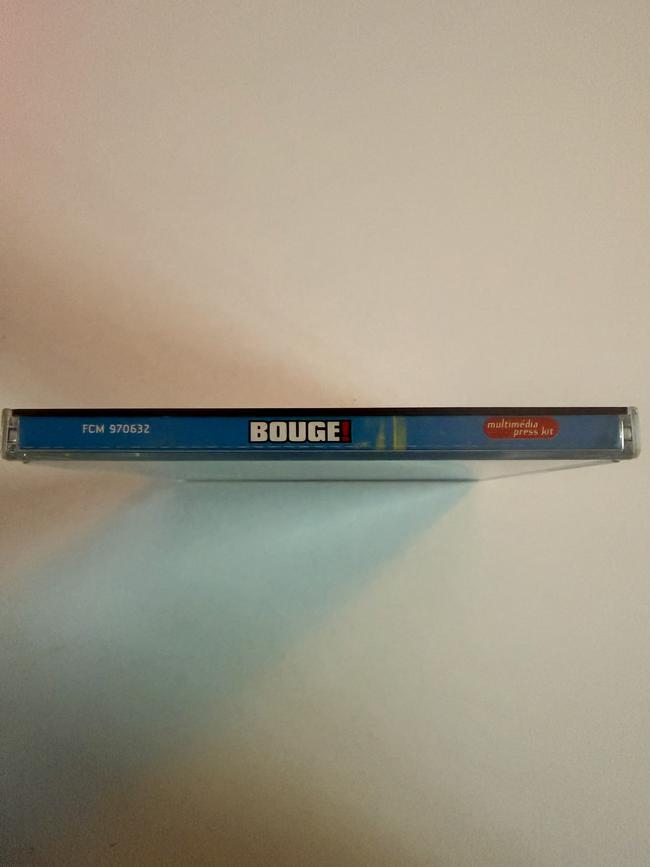 FCM 970632
BOUGE!
multimédia
press kit